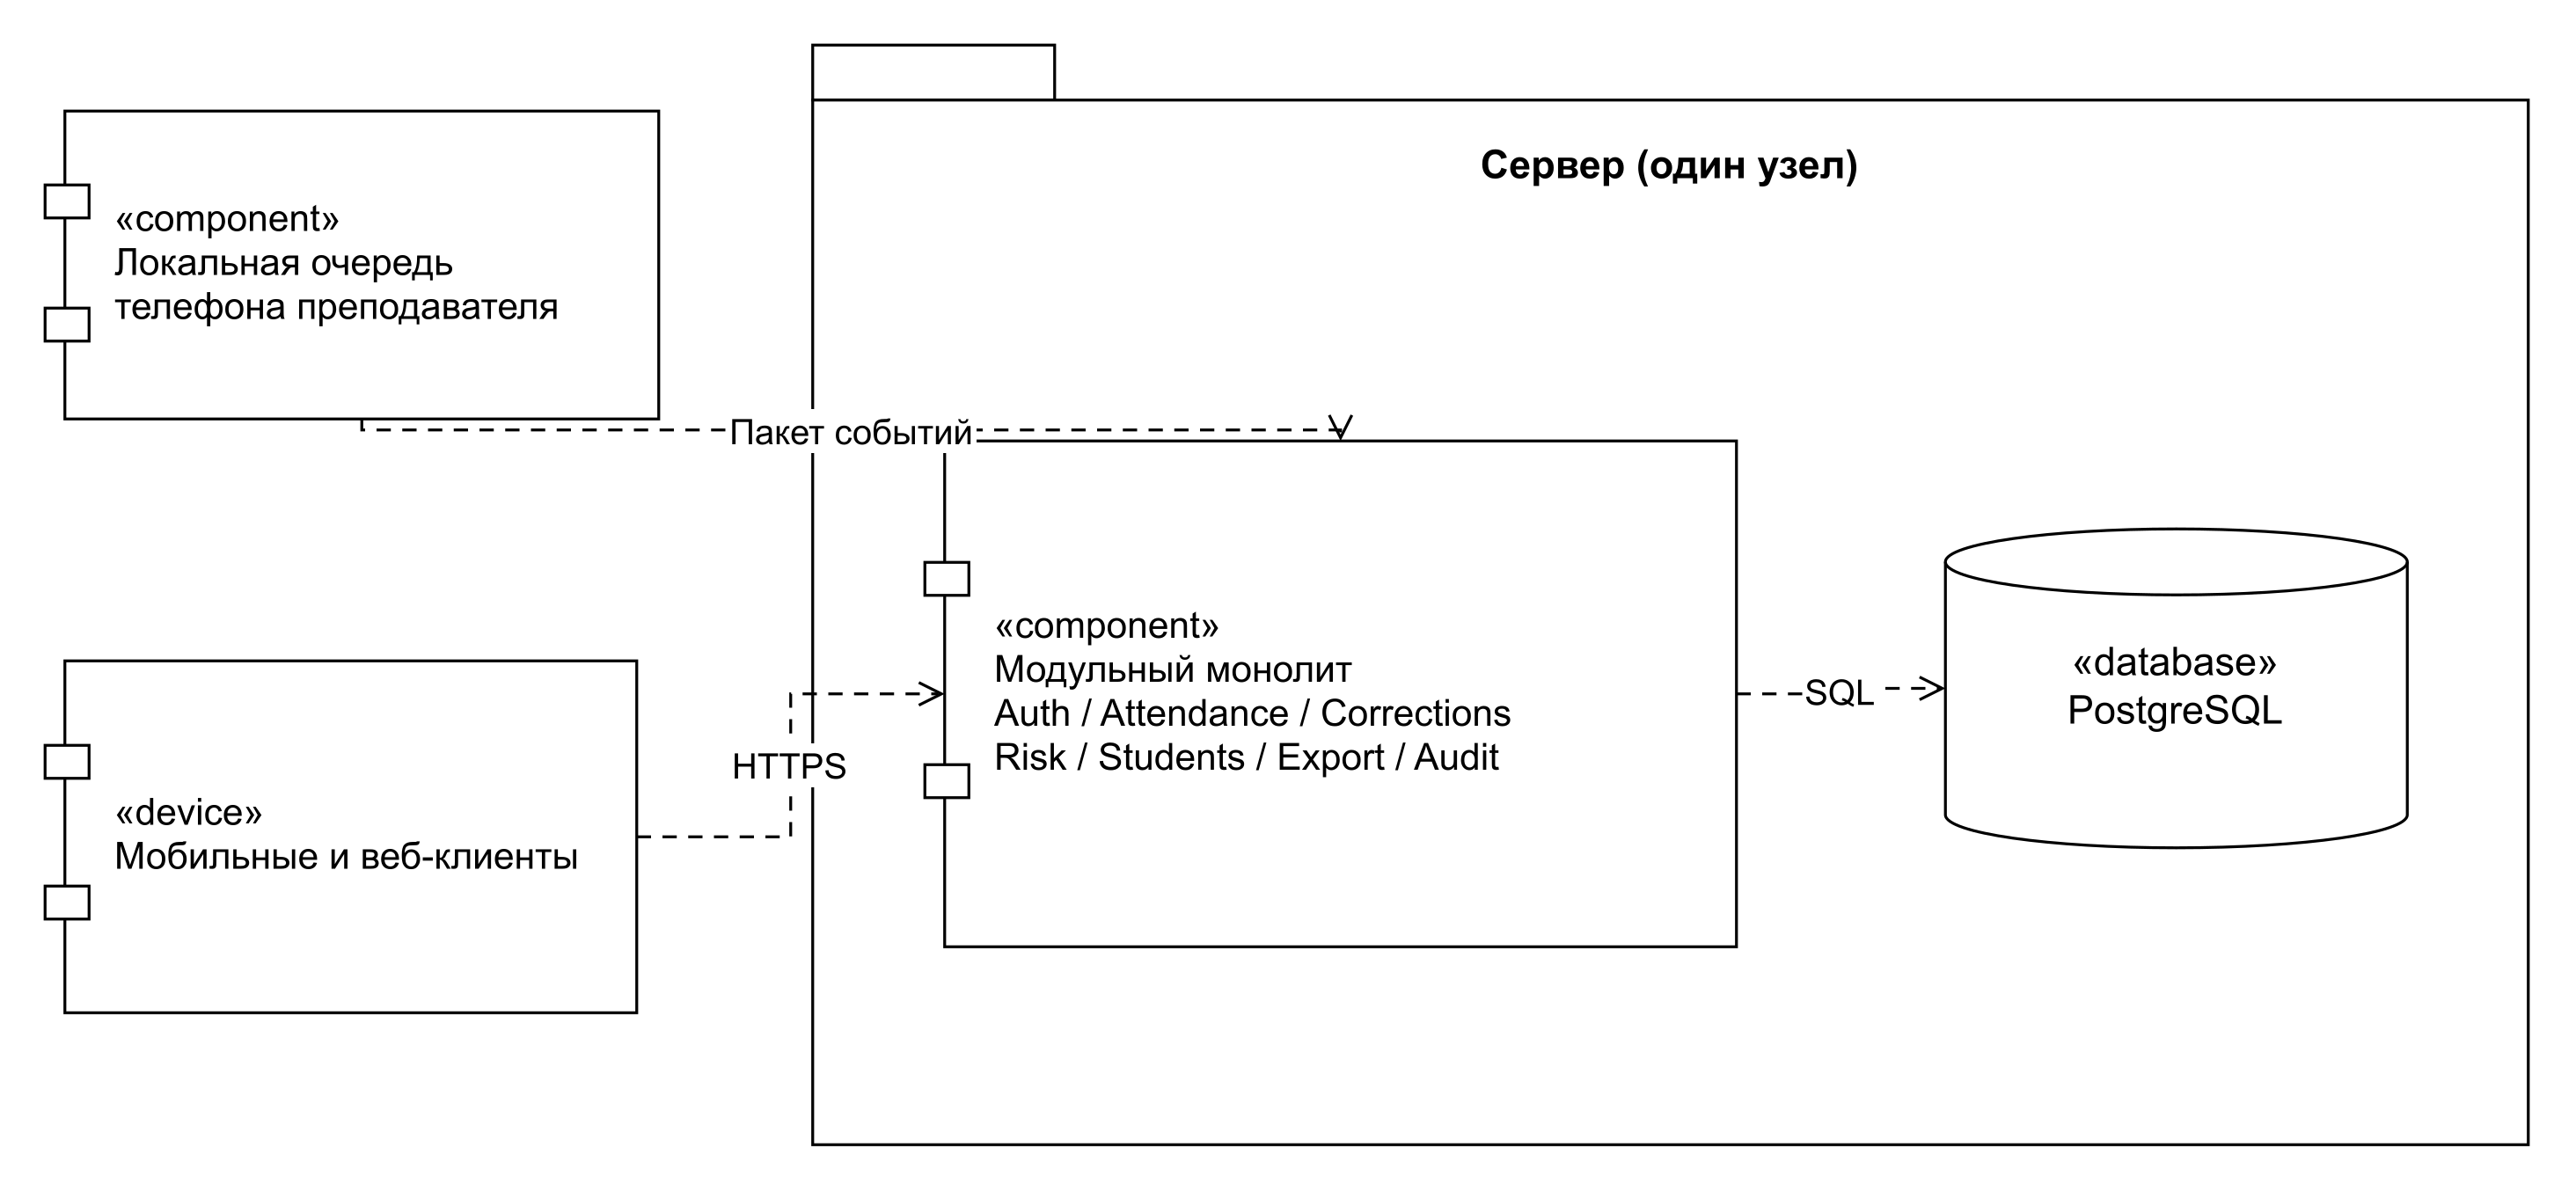 Сервер (один узел)
«component»
Локальная очередь
телефона преподавателя
Пакет событий
«component»
Модульный монолит
Auth / Attendance / Corrections
Risk / Students / Export / Audit
SQL
«database»
PostgreSQL
HTTPS
«device»
Мобильные и веб-клиенты